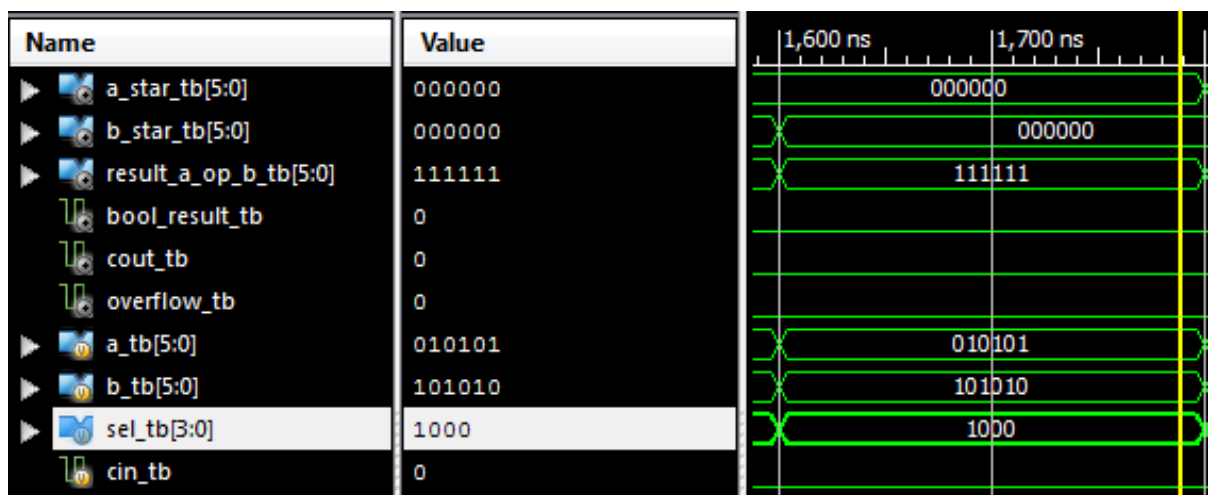 Name Value 1,600 ns 1,700 ns
a_star_tb[5:0] 000000 000000
b_star_tb[5:0] 000000 000000
result_a_op_b_tb[5:0] 111111 111111
bool_result_tb 0
cout_tb 0
overflow_tb 0
a_tb[5:0] 010101 010101
b_tb[5:0] 101010 101010
sel_tb[3:0] 1000 1000
cin_tb 0